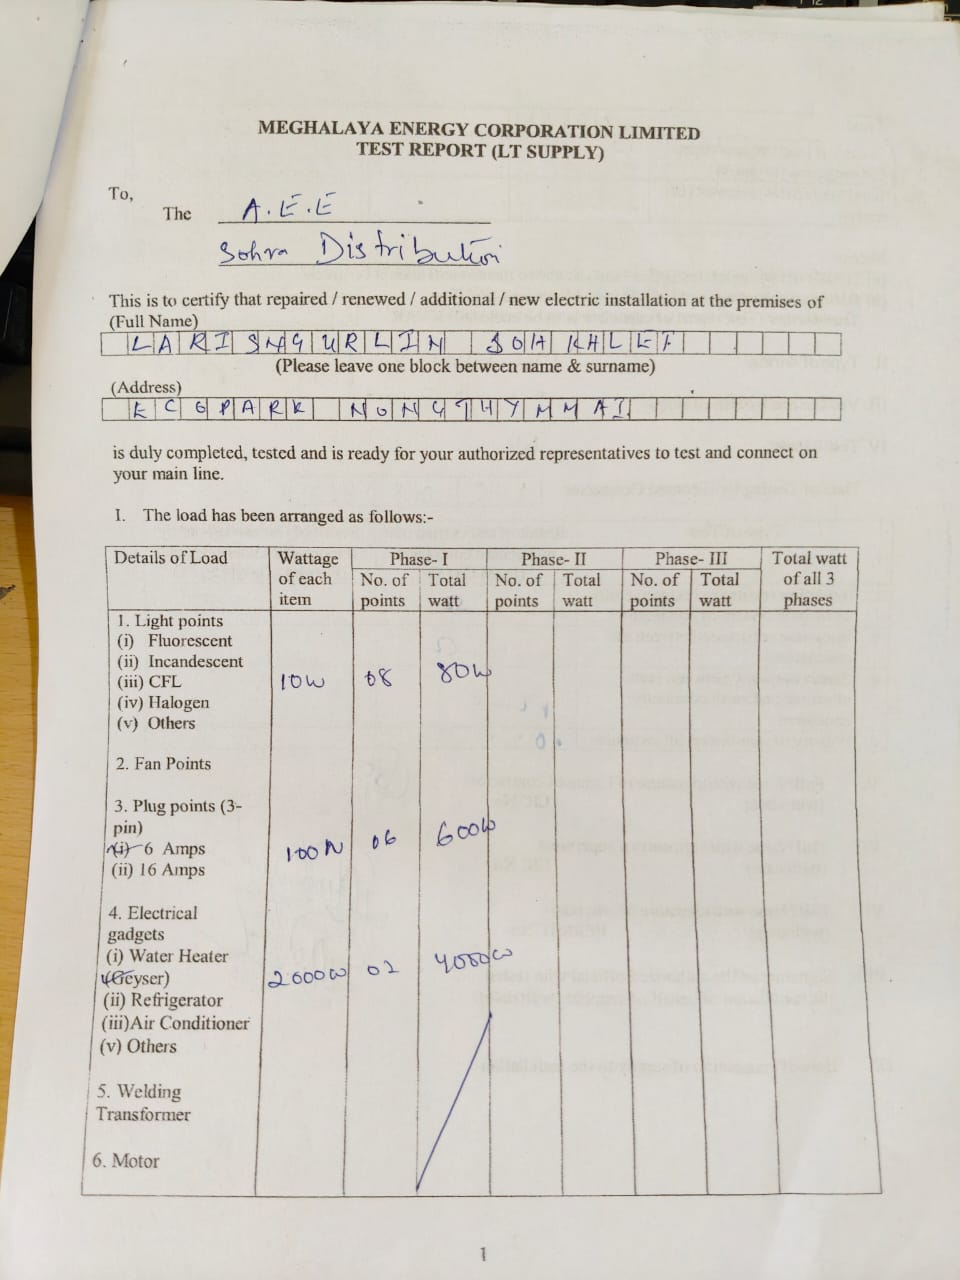 MEGHALAYA ENERGY CORPORATION LIMITED
TEST REPORT (LT SUPPLY)
To,
The A.E.E
Sohra Distribution
This is to certify that repaired / renewed / additional / new electric installation at the premises of
(Full Name)
LARISNGURLIN SOHKHLET
(Please leave one block between name & surname)
(Address)
ECOPARK NONGTHYMMAI
is duly completed, tested and is ready for your authorized representatives to test and connect on
your main line.
I. The load has been arranged as follows:-
Details of Load Wattage of each item Phase- I Phase- II Phase- III Total watt of all 3 phases
No. of points Total watt No. of points Total watt No. of points Total watt
1. Light points
(i) Fluorescent
(ii) Incandescent
(iii) CFL 10W 08 80W
(iv) Halogen
(v) Others
2. Fan Points
3. Plug points (3-
pin)
(i) 6 Amps 100W 06 600W
(ii) 16 Amps
4. Electrical
gadgets
(i) Water Heater
(Geyser) 2000W 02 4000W
(ii) Refrigerator
(iii)Air Conditioner
(v) Others
5. Welding
Transformer
6. Motor
1